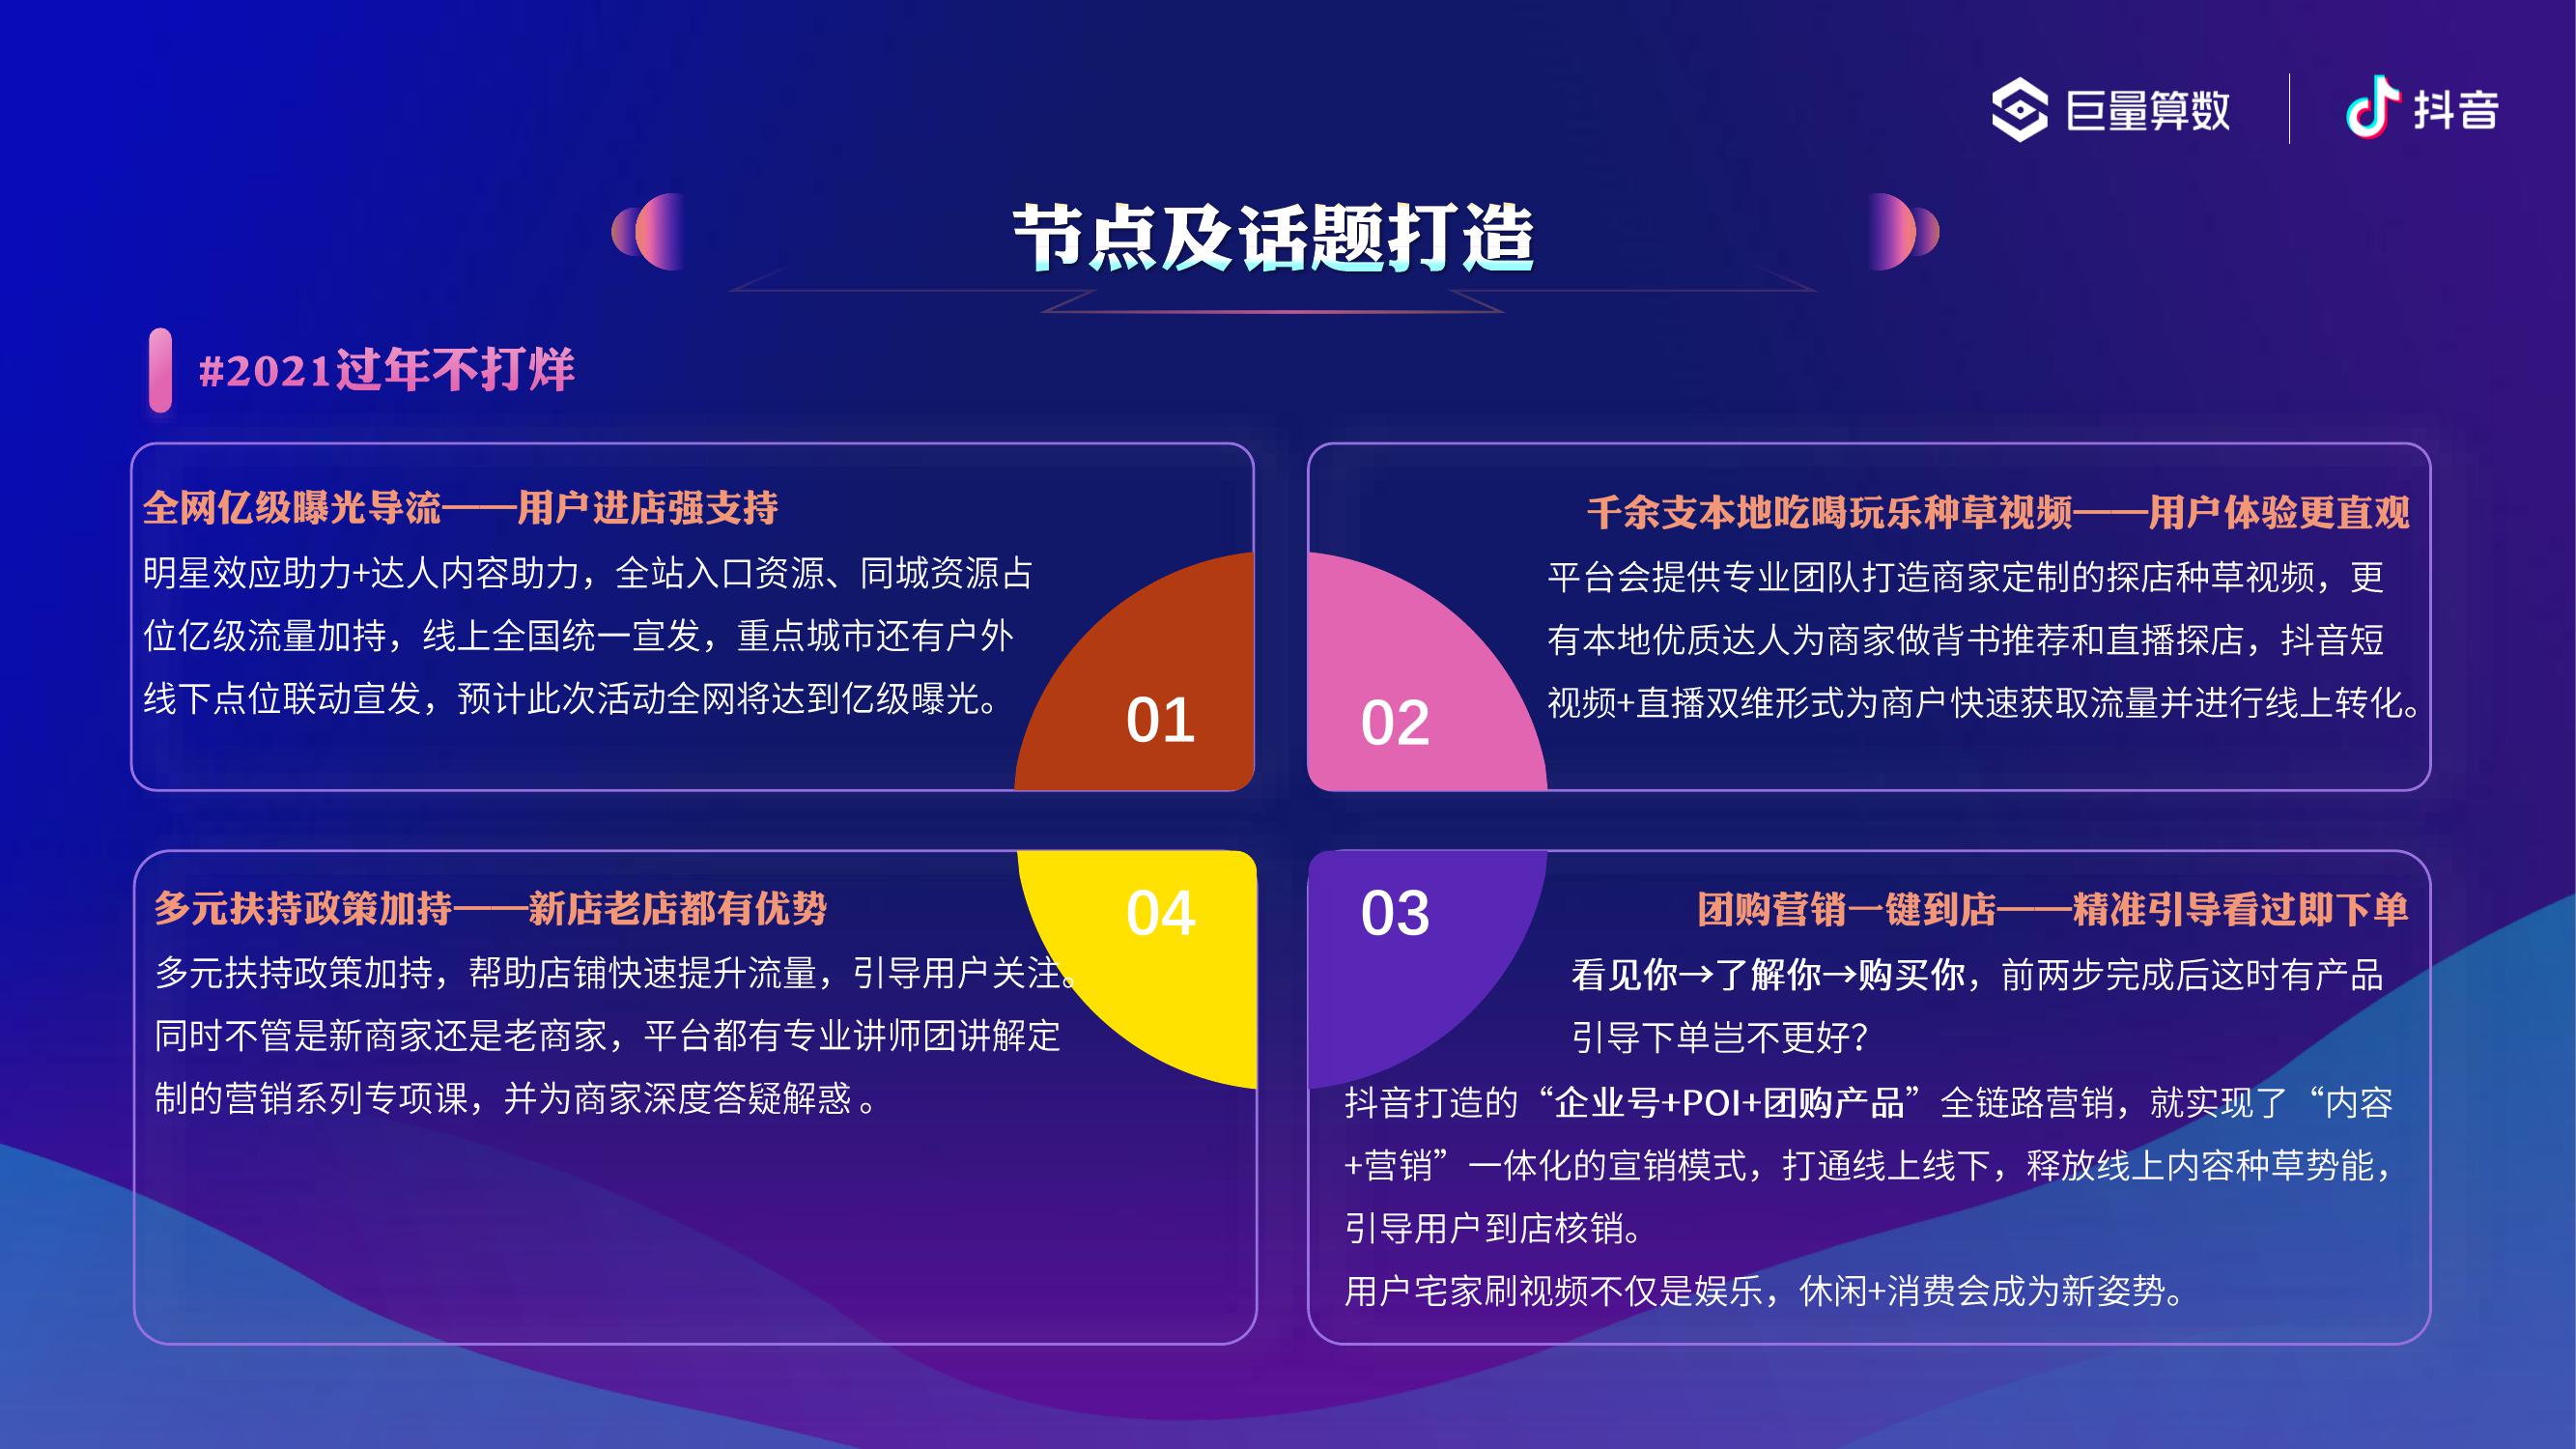 巨量算数
抖音
节点及话题打造
#2021过年不打烊
全网亿级曝光导流——用户进店强支持
明星效应助力+达人内容助力，全站入口资源、同城资源占
位亿级流量加持，线上全国统一宣发，重点城市还有户外
线下点位联动宣发，预计此次活动全网将达到亿级曝光。
01
千余支本地吃喝玩乐种草视频——用户体验更直观
平台会提供专业团队打造商家定制的探店种草视频，更
有本地优质达人为商家做背书推荐和直播探店，抖音短
视频+直播双维形式为商户快速获取流量并进行线上转化。
02
团购营销一键到店——精准引导看过即下单
03
看见你→了解你→购买你，前两步完成后这时有产品
引导下单岂不更好？
抖音打造的“企业号+POI+团购产品”全链路营销，就实现了“内容
+营销”一体化的宣销模式，打通线上线下，释放线上内容种草势能，
引导用户到店核销。
用户宅家刷视频不仅是娱乐，休闲+消费会成为新姿势。
多元扶持政策加持——新店老店都有优势
04
多元扶持政策加持，帮助店铺快速提升流量，引导用户关注。
同时不管是新商家还是老商家，平台都有专业讲师团讲解定
制的营销系列专项课，并为商家深度答疑解惑 。